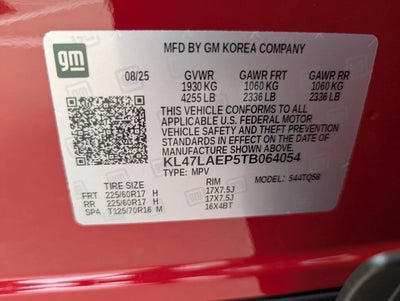 gm
MFD BY GM KOREA COMPANY
08/25 GVWR GAWR FRT GAWR RR
1930 KG 1060 KG 1060 KG
4255 LB 2336 LB 2336 LB
THIS VEHICLE CONFORMS TO ALL
APPLICABLE U.S. FEDERAL MOTOR
VEHICLE SAFETY AND THEFT PREVENTION
STANDARDS IN EFFECT ON THE DATE
OF MANUFACTURE SHOWN ABOVE.
KL47LAEP5TB064054
TYPE: MPV MODEL: 544TQ58
TIRE SIZE RIM
FRT 225/60R17 H 17X7.5J
RR 225/60R17 H 17X7.5J
SPA T125/70R16 M 16X4BT